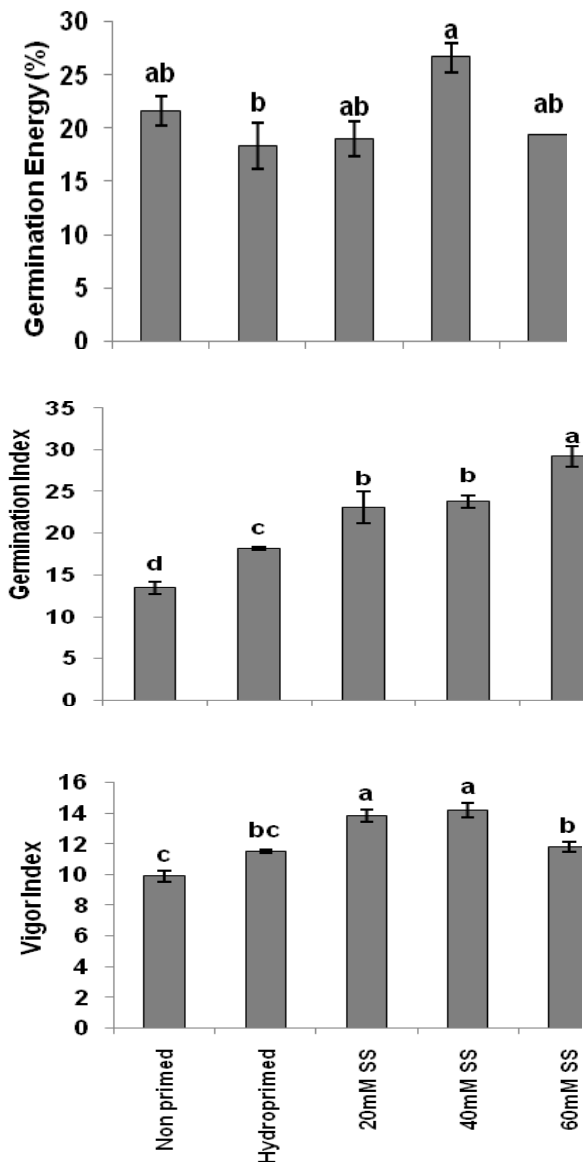 Germination Energy (%)
30
25
20
15
10
5
0
ab
b
ab
a
ab
Germination Index
35
30
25
20
15
10
5
0
d
c
b
b
a
Vigor Index
16
14
12
10
8
6
4
2
0
c
bc
a
a
b
Non primed
Hydroprimed
20mM SS
40mM SS
60mM SS